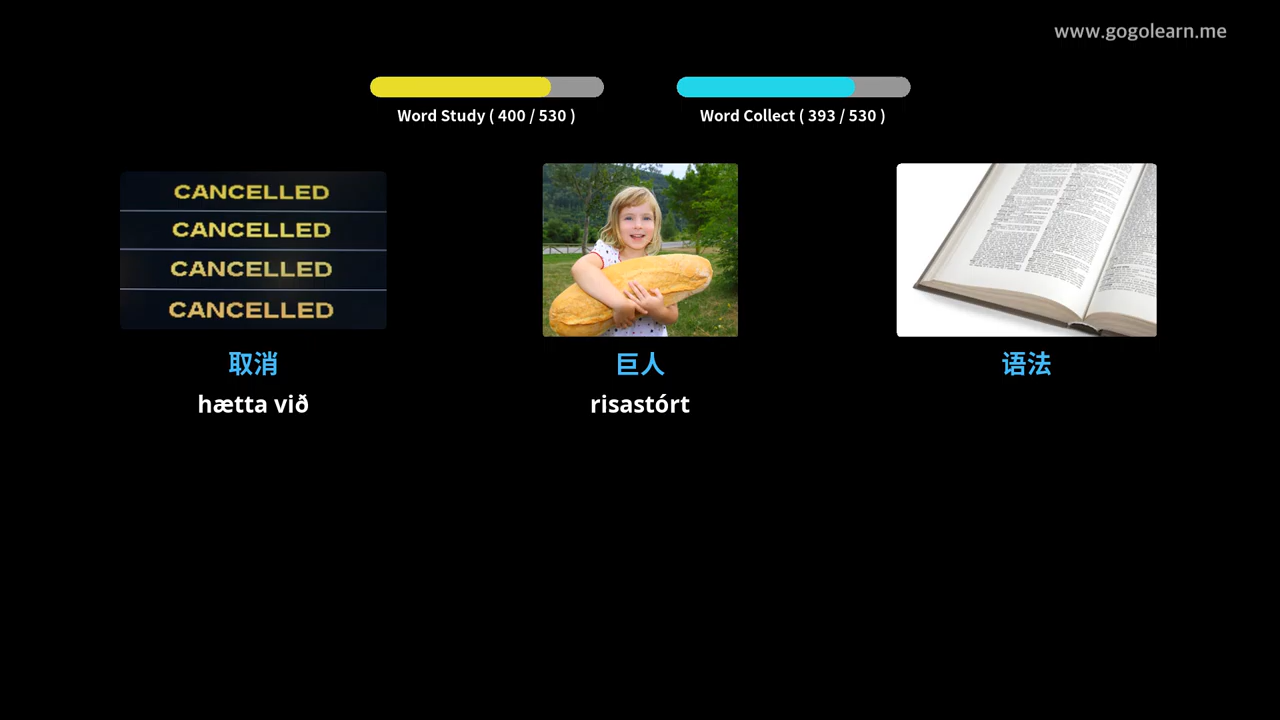 www.gogolearn.me
Word Study ( 400 / 530 )
Word Collect ( 393 / 530 )
CANCELLED
CANCELLED
CANCELLED
CANCELLED
取消
巨人
语法
hætta við
risastórt